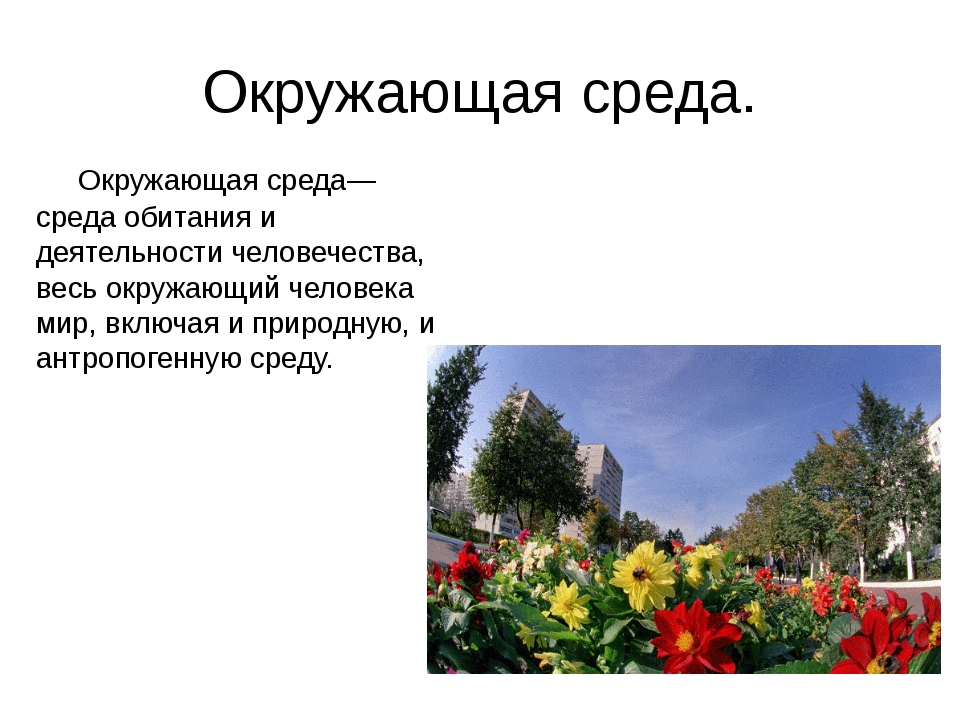 Окружающая среда.
Окружающая среда—
среда обитания и
деятельности человечества,
весь окружающий человека
мир, включая и природную, и
антропогенную среду.